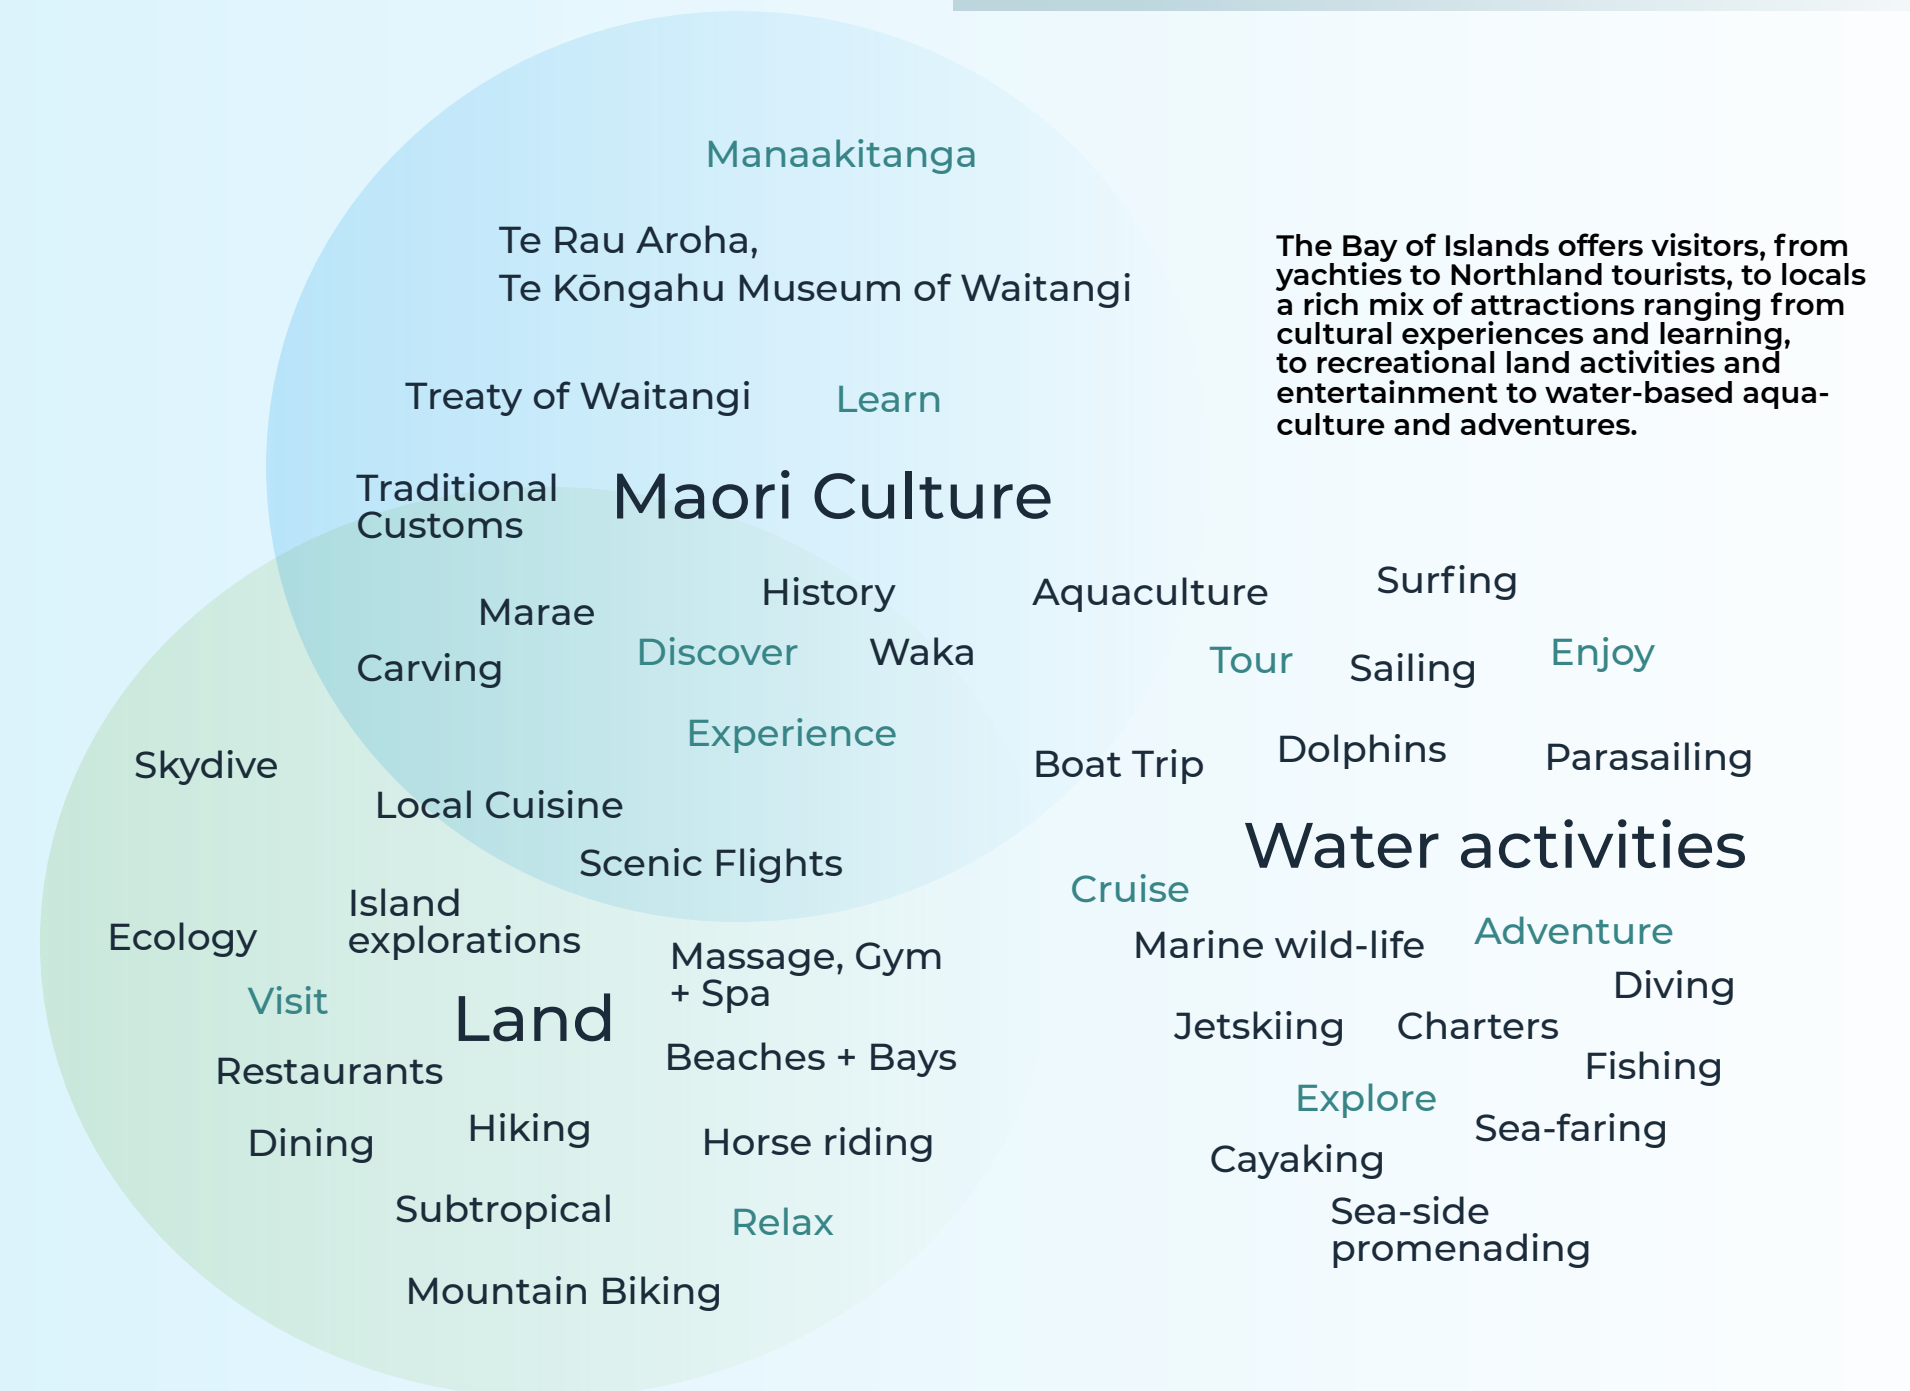 Manaakitanga
Te Rau Aroha,
Te Kōngahu Museum of Waitangi
The Bay of Islands offers visitors, from
yachties to Northland tourists, to locals
a rich mix of attractions ranging from
cultural experiences and learning,
to recreational land activities and
entertainment to water-based aqua-
culture and adventures.
Treaty of Waitangi
Learn
Traditional
Customs
Maori Culture
History
Marae
Discover
Waka
Carving
Experience
Aquaculture
Surfing
Tour
Sailing
Enjoy
Boat Trip
Dolphins
Parasailing
Water activities
Cruise
Marine wild-life
Adventure
Diving
Jetskiing
Charters
Fishing
Explore
Sea-faring
Cayaking
Sea-side
promenading
Skydive
Local Cuisine
Scenic Flights
Island
explorations
Ecology
Massage, Gym
+ Spa
Visit
Land
Beaches + Bays
Restaurants
Hiking
Dining
Horse riding
Subtropical
Relax
Mountain Biking